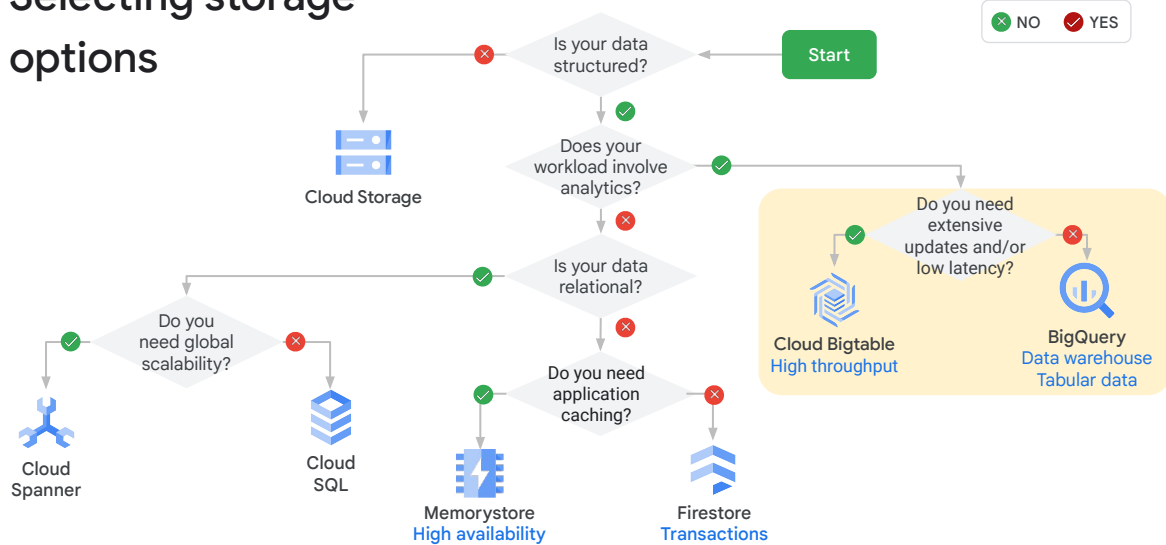 Selecting storage
options
NO
YES
Start
Is your data
structured?
Cloud Storage
Does your
workload involve
analytics?
Do you need
extensive
updates and/or
low latency?
Cloud Bigtable
High throughput
BigQuery
Data warehouse
Tabular data
Is your data
relational?
Do you
need global
scalability?
Cloud
Spanner
Cloud
SQL
Do you need
application
caching?
Memorystore
High availability
Firestore
Transactions